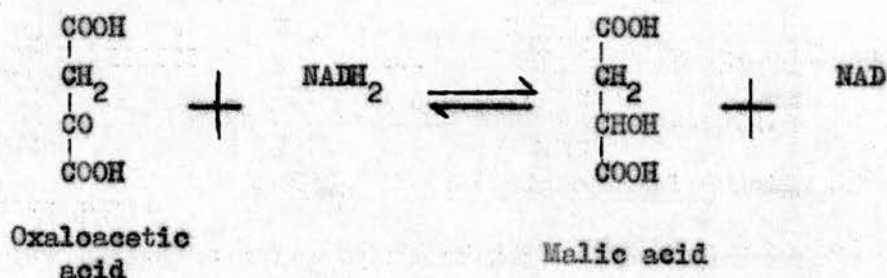 COOH
CH2
CO
COOH
+
NADH2
⇌
COOH
CH2
CHOH
COOH
+
NAD
Oxaloacetic
acid
Malic acid